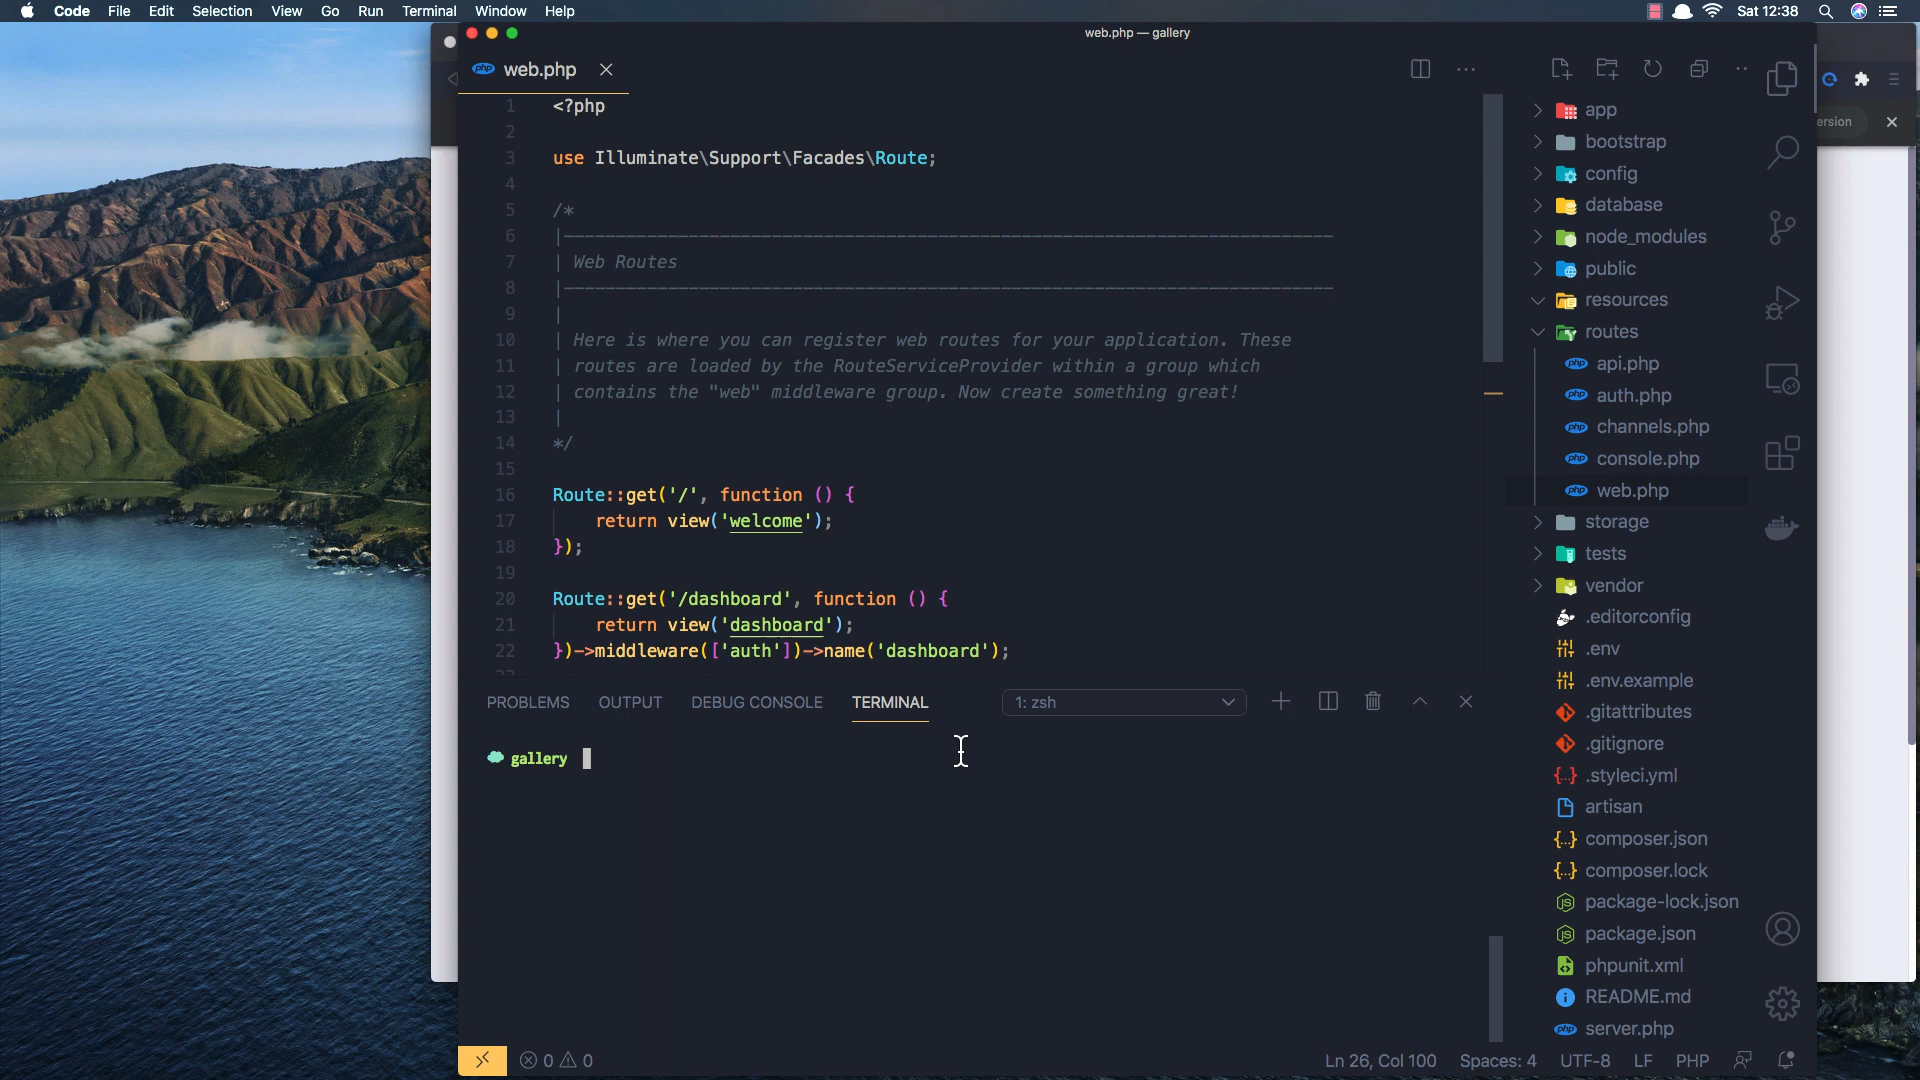 Code File Edit Selection View Go Run Terminal Window Help
Sat 12:38
web.php — gallery
php web.php
1 <?php
2
3 use Illuminate\Support\Facades\Route;
4
5 /*
6 |--------------------------------------------------------------------------
7 | Web Routes
8 |--------------------------------------------------------------------------
9 |
10 | Here is where you can register web routes for your application. These
11 | routes are loaded by the RouteServiceProvider within a group which
12 | contains the "web" middleware group. Now create something great!
13 |
14 */
15
16 Route::get('/', function () {
17 return view('welcome');
18 });
19
20 Route::get('/dashboard', function () {
21 return view('dashboard');
22 })->middleware(['auth'])->name('dashboard');
PROBLEMS OUTPUT DEBUG CONSOLE TERMINAL
1: zsh
gallery
app
bootstrap
config
database
node_modules
public
resources
routes
php api.php
php auth.php
php channels.php
php console.php
php web.php
storage
tests
vendor
.editorconfig
.env
.env.example
.gitattributes
.gitignore
{..} .styleci.yml
artisan
{..} composer.json
{..} composer.lock
package-lock.json
package.json
phpunit.xml
README.md
php server.php
ersion
0 0
Ln 26, Col 100 Spaces: 4 UTF-8 LF PHP